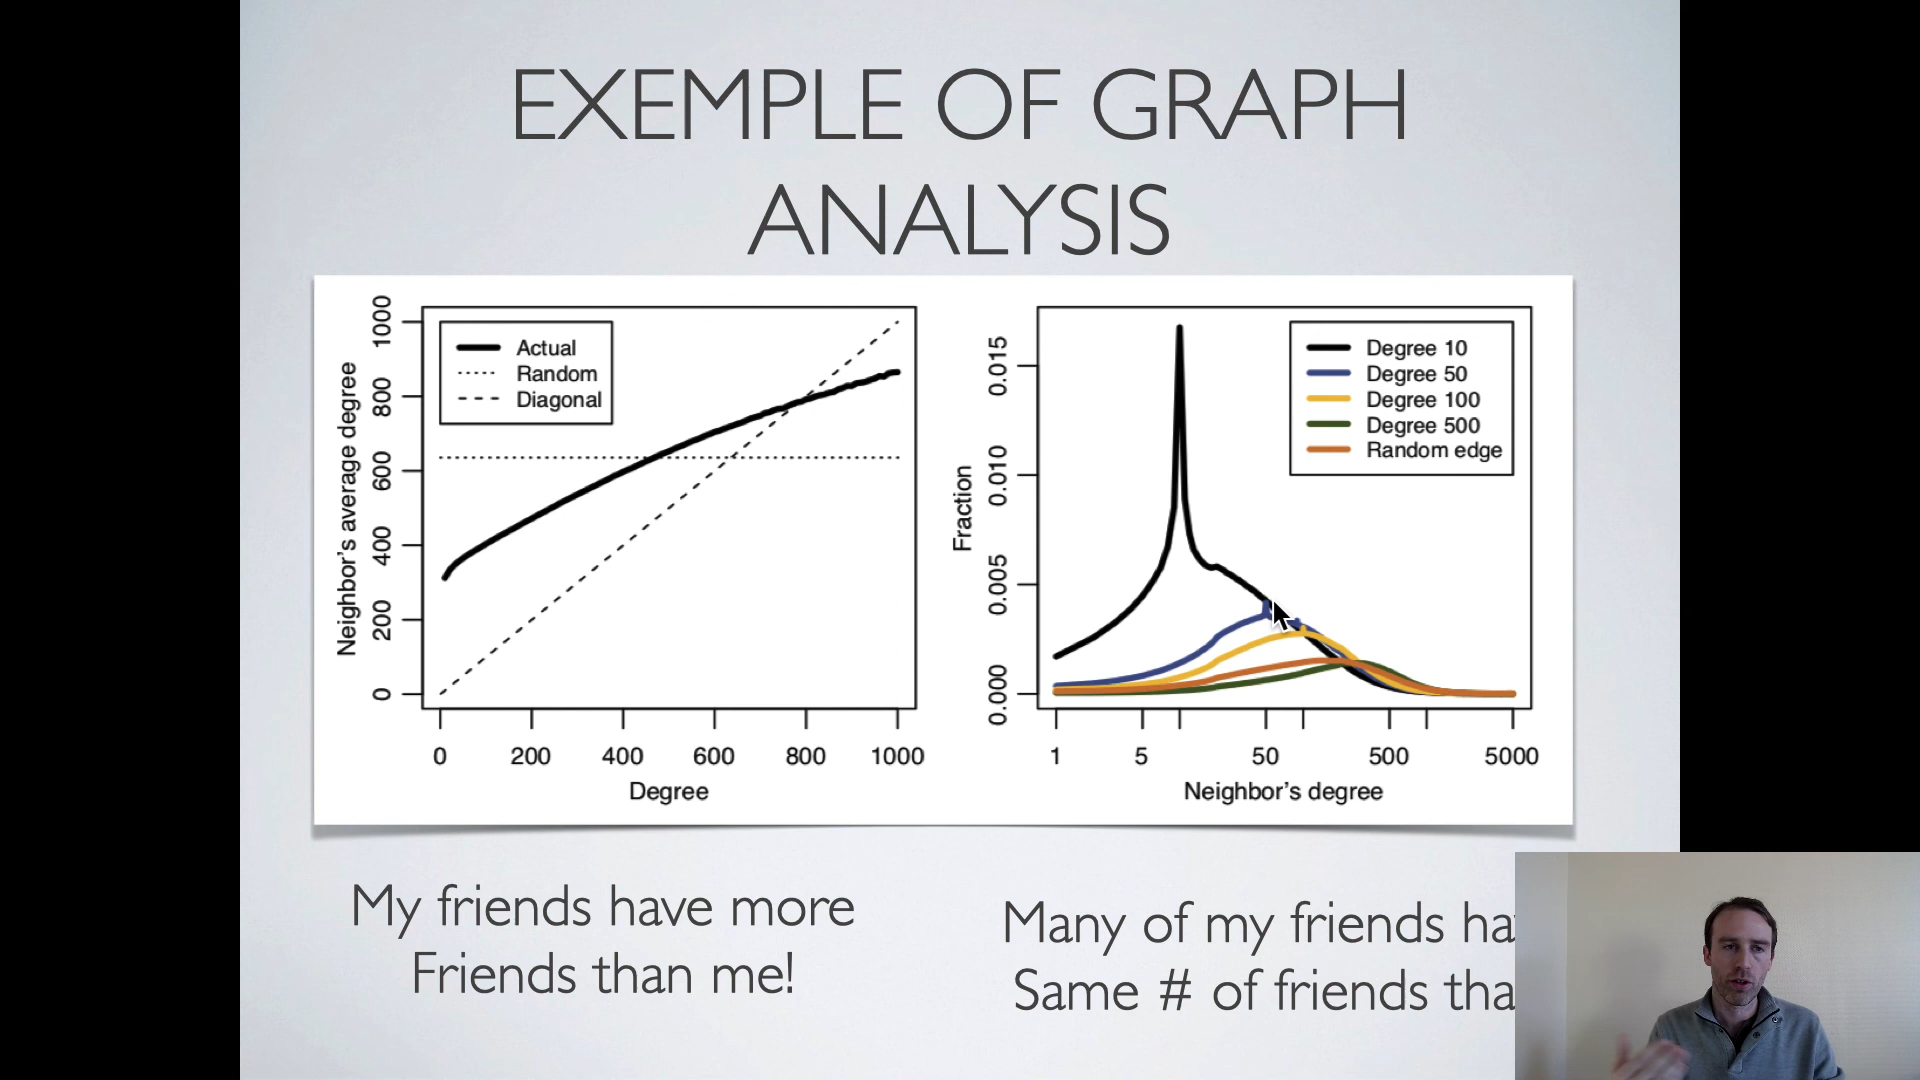 EXEMPLE OF GRAPH
ANALYSIS
Neighbor's average degree
0
200
400
600
800
1000
Actual
Random
Diagonal
0 200 400 600 800 1000
Degree
Fraction
0.000
0.005
0.010
0.015
Degree 10
Degree 50
Degree 100
Degree 500
Random edge
1 5 50 500 5000
Neighbor's degree
My friends have more
Friends than me!
Many of my friends
Same # of friends